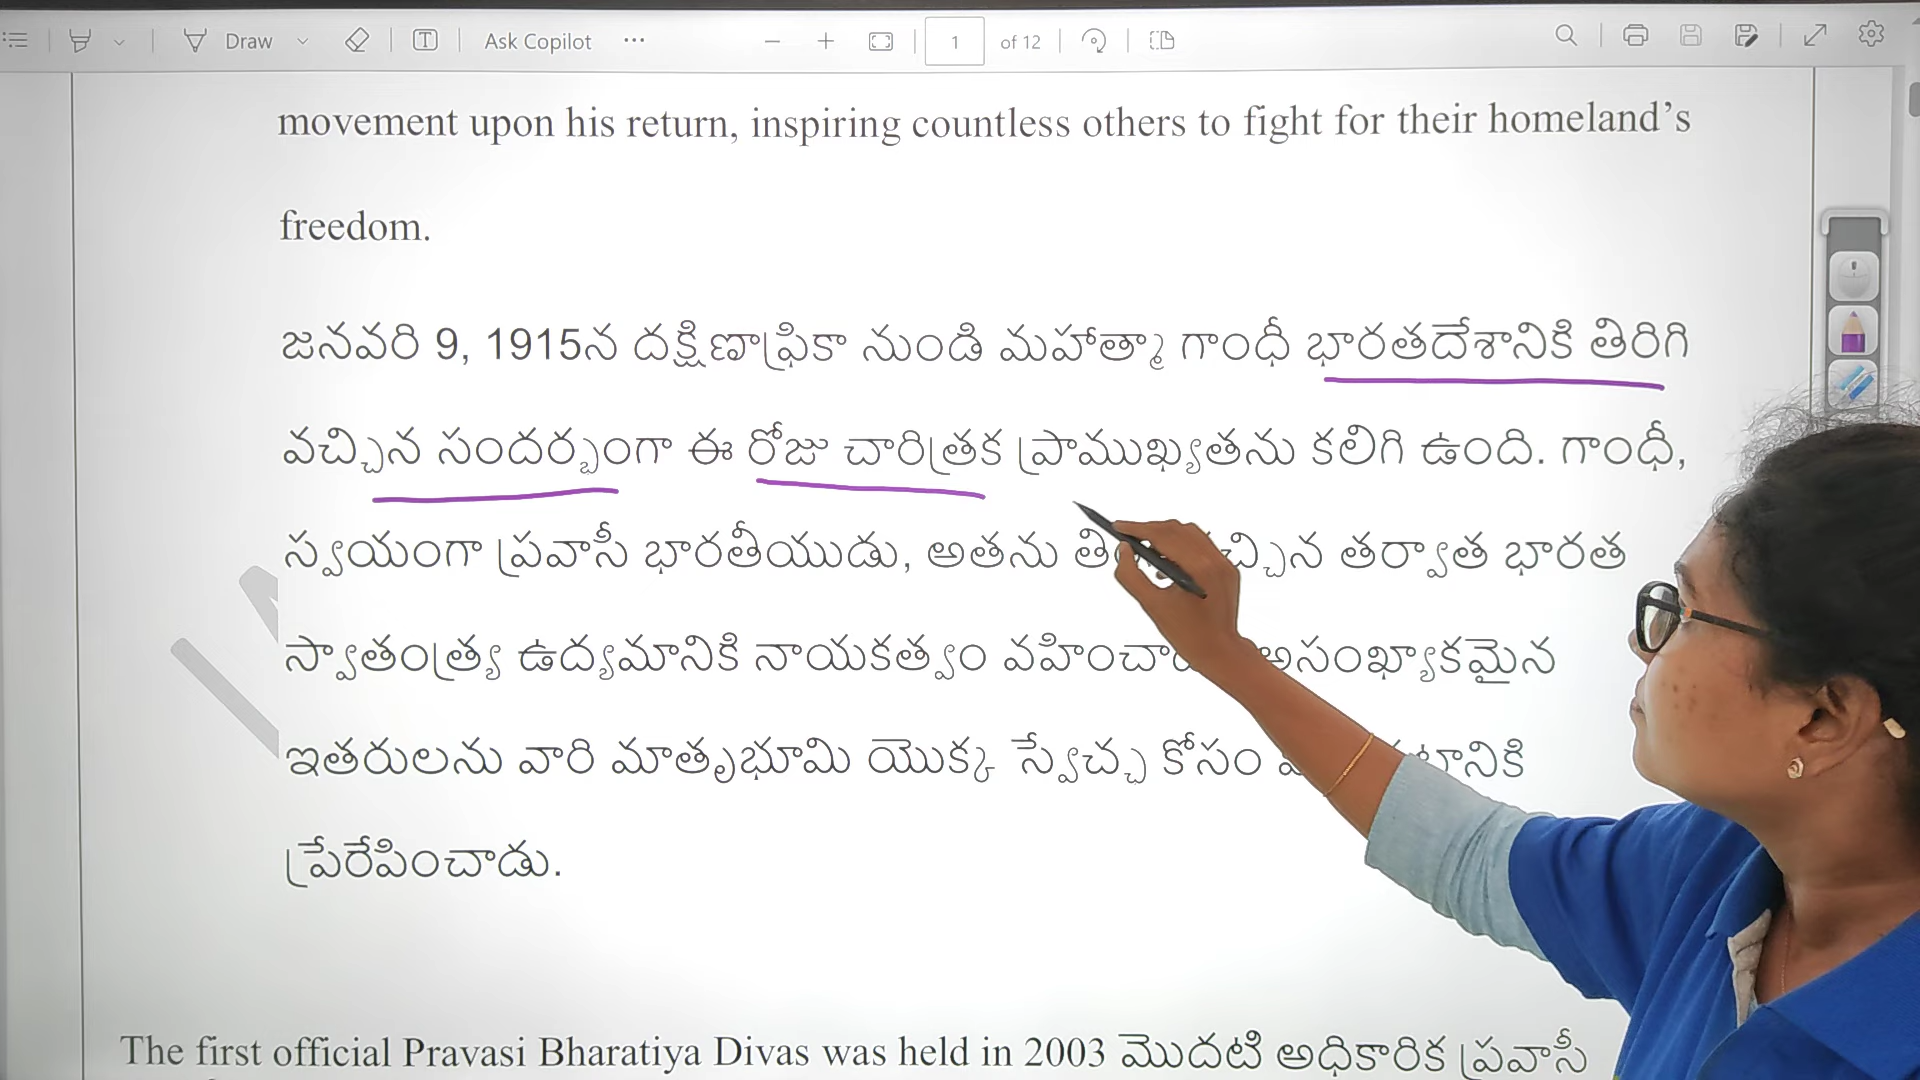 Draw Ask Copilot ... 1 of 12
movement upon his return, inspiring countless others to fight for their homeland’s
freedom.
జనవరి 9, 1915న దక్షిణాఫ్రికా నుండి మహాత్మా గాంధీ భారతదేశానికి తిరిగి
వచ్చిన సందర్భంగా ఈ రోజు చారిత్రక ప్రాముఖ్యతను కలిగి ఉంది. గాంధీ,
స్వయంగా ప్రవాసీ భారతీయుడు, అతను తర్వాత భారత
స్వాతంత్ర్య ఉద్యమానికి నాయకత్వం అసంఖ్యాకమైన
ఇతరులను వారి మాతృభూమి యొక్క స్వేచ్ఛ కోసం
ప్రేరేపించాడు.
The first official Pravasi Bharatiya Divas was held in 2003 మొదటి అధికారిక ప్రవాసీ